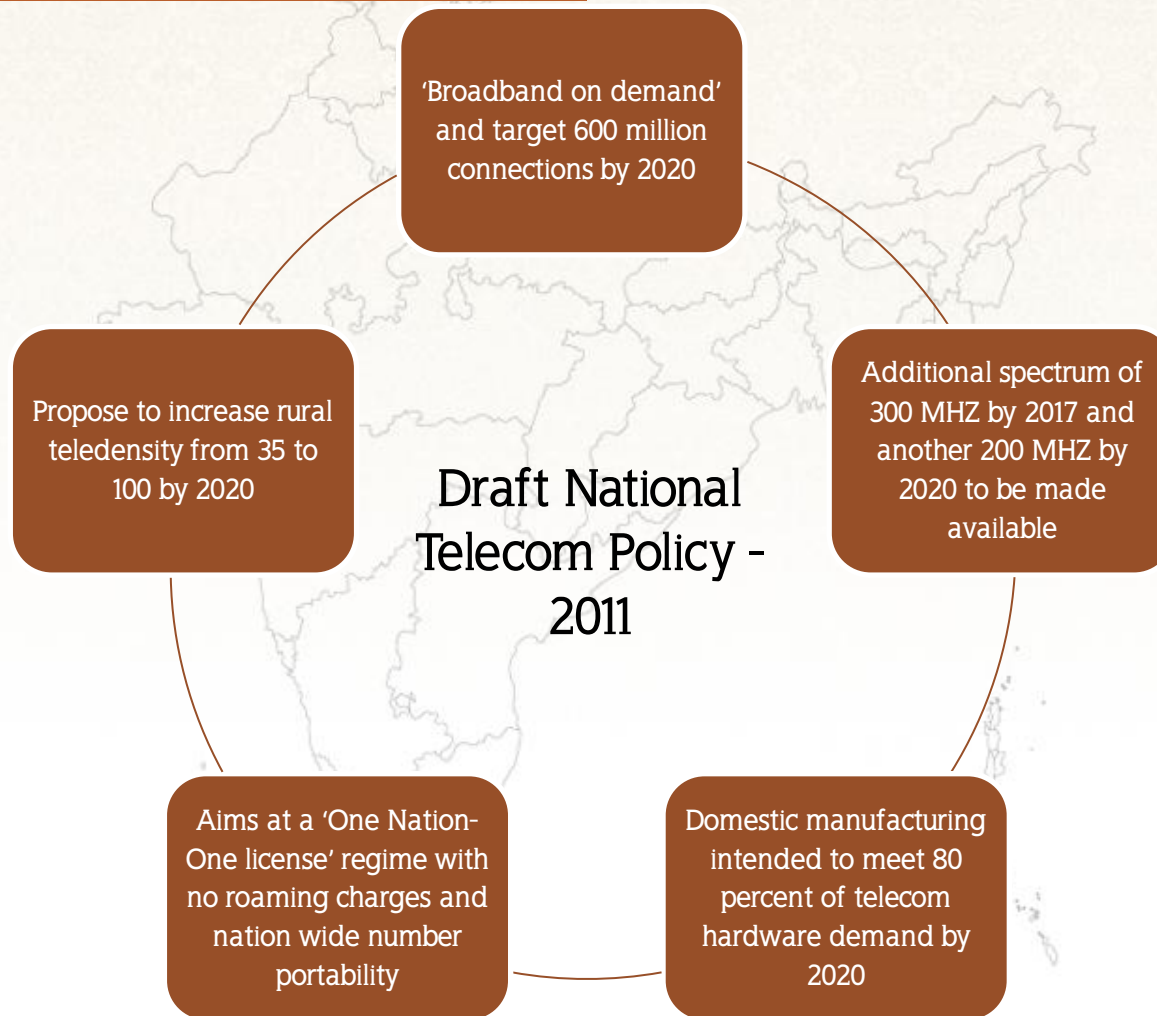 ‘Broadband on demand’
and target 600 million
connections by 2020
Additional spectrum of
300 MHZ by 2017 and
another 200 MHZ by
2020 to be made
available
Domestic manufacturing
intended to meet 80
percent of telecom
hardware demand by
2020
Aims at a ‘One Nation-
One license’ regime with
no roaming charges and
nation wide number
portability
Propose to increase rural
teledensity from 35 to
100 by 2020
Draft National
Telecom Policy -
2011